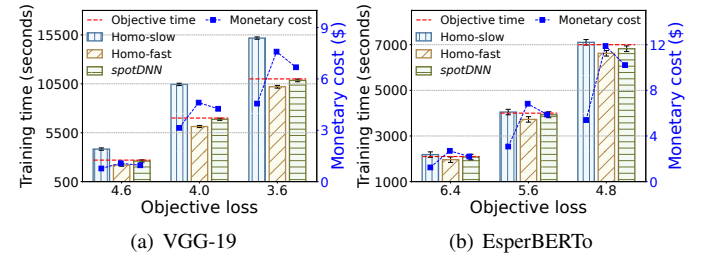 Objective time
Monetary cost
Homo-slow
Homo-fast
spotDNN
Training time (seconds)
15500
10500
5500
500
Monetary cost ($)
9
6
3
0
4.6 4.0 3.6
Objective loss
(a) VGG-19
Objective time
Monetary cost
Homo-slow
Homo-fast
spotDNN
Training time (seconds)
7000
5000
3000
1000
Monetary cost ($)
12
8
4
0
6.4 5.6 4.8
Objective loss
(b) EsperBERTo